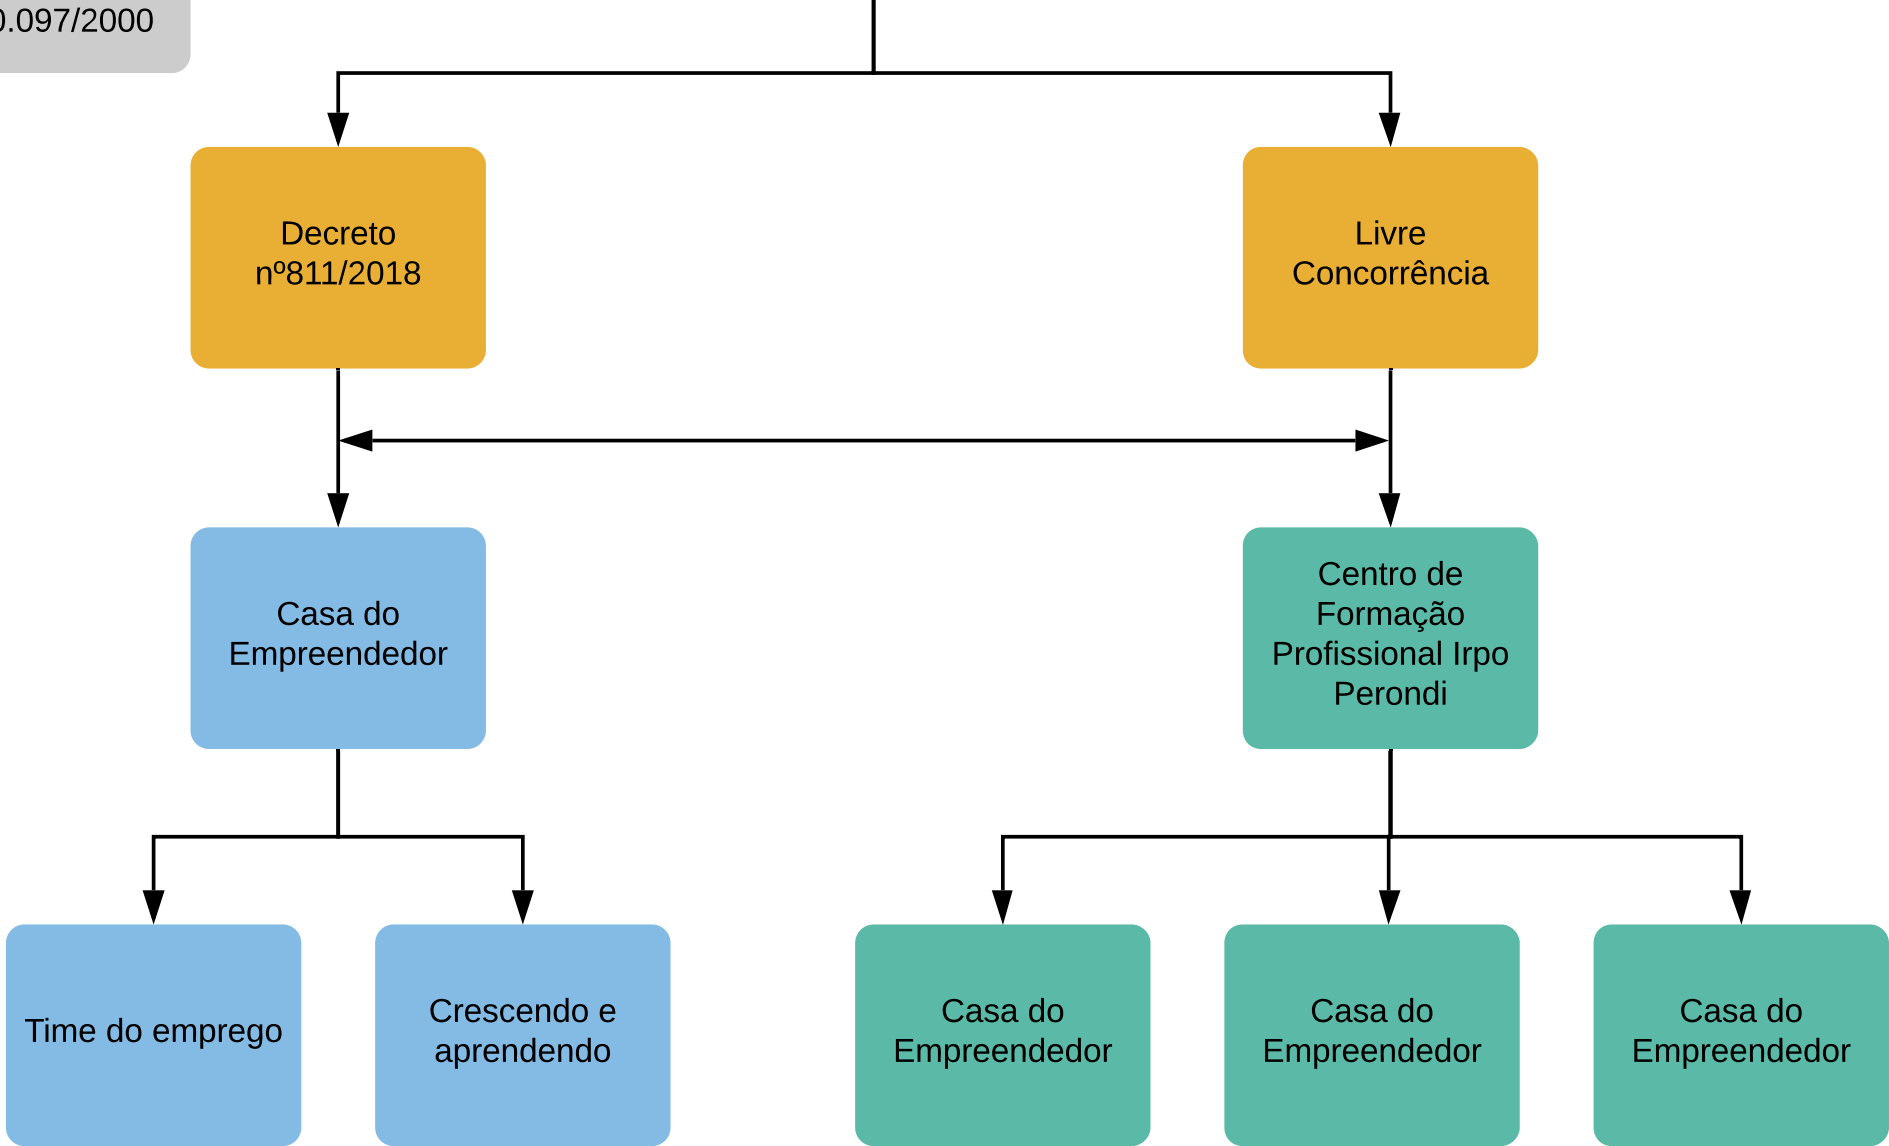 0.097/2000
Decreto
nº811/2018
Livre
Concorrência
Casa do
Empreendedor
Centro de
Formação
Profissional Irpo
Perondi
Time do emprego
Crescendo e
aprendendo
Casa do
Empreendedor
Casa do
Empreendedor
Casa do
Empreendedor